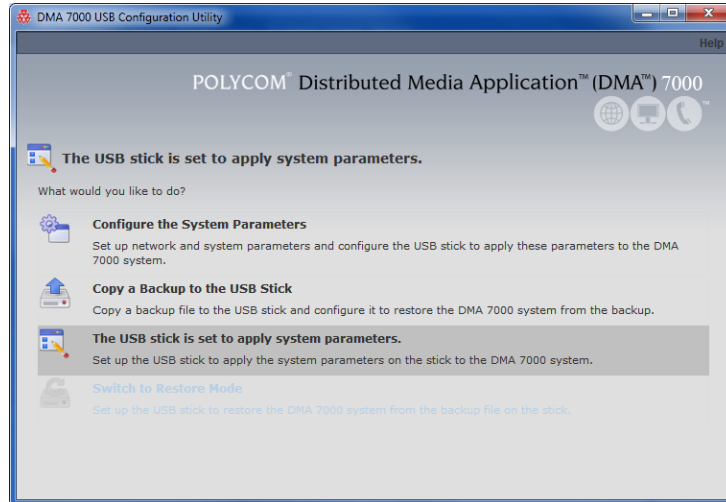 DMA 7000 USB Configuration Utility
Help
POLYCOM® Distributed Media Application™ (DMA™) 7000
™
The USB stick is set to apply system parameters.
What would you like to do?
Configure the System Parameters
Set up network and system parameters and configure the USB stick to apply these parameters to the DMA
7000 system.
Copy a Backup to the USB Stick
Copy a backup file to the USB stick and configure it to restore the DMA 7000 system from the backup.
The USB stick is set to apply system parameters.
Set up the USB stick to apply the system parameters on the stick to the DMA 7000 system.
Switch to Restore Mode
Set up the USB stick to restore the DMA 7000 system from the backup file on the stick.